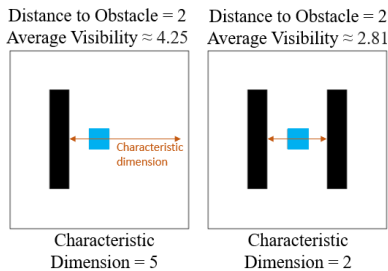 Distance to Obstacle = 2
Average Visibility ≈ 4.25
Characteristic
dimension
Characteristic
Dimension = 5
Distance to Obstacle = 2
Average Visibility ≈ 2.81
Characteristic
Dimension = 2